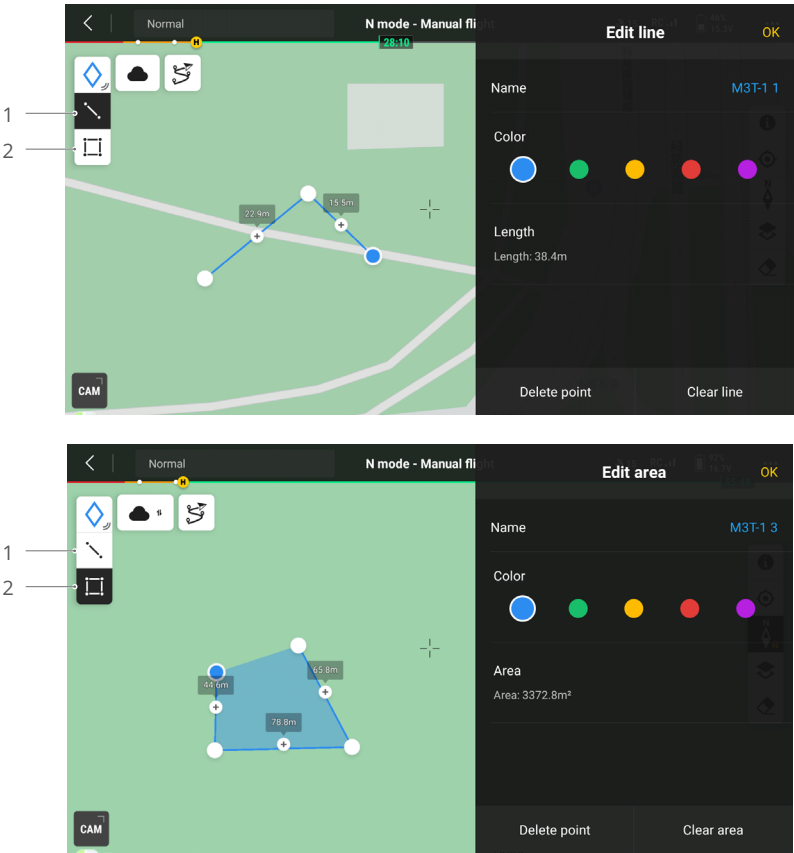 Normal
N mode - Manual fli
28:10
Edit line
OK
1
2
Name
M3T-1 1
Color
22.9m
15.5m
Length
Length: 38.4m
N
CAM
Delete point
Clear line
Normal
N mode - Manual fli
Edit area
OK
1
2
Name
M3T-1 3
Color
N
65.8m
44.6m
78.8m
Area
Area: 3372.8m²
CAM
Delete point
Clear area